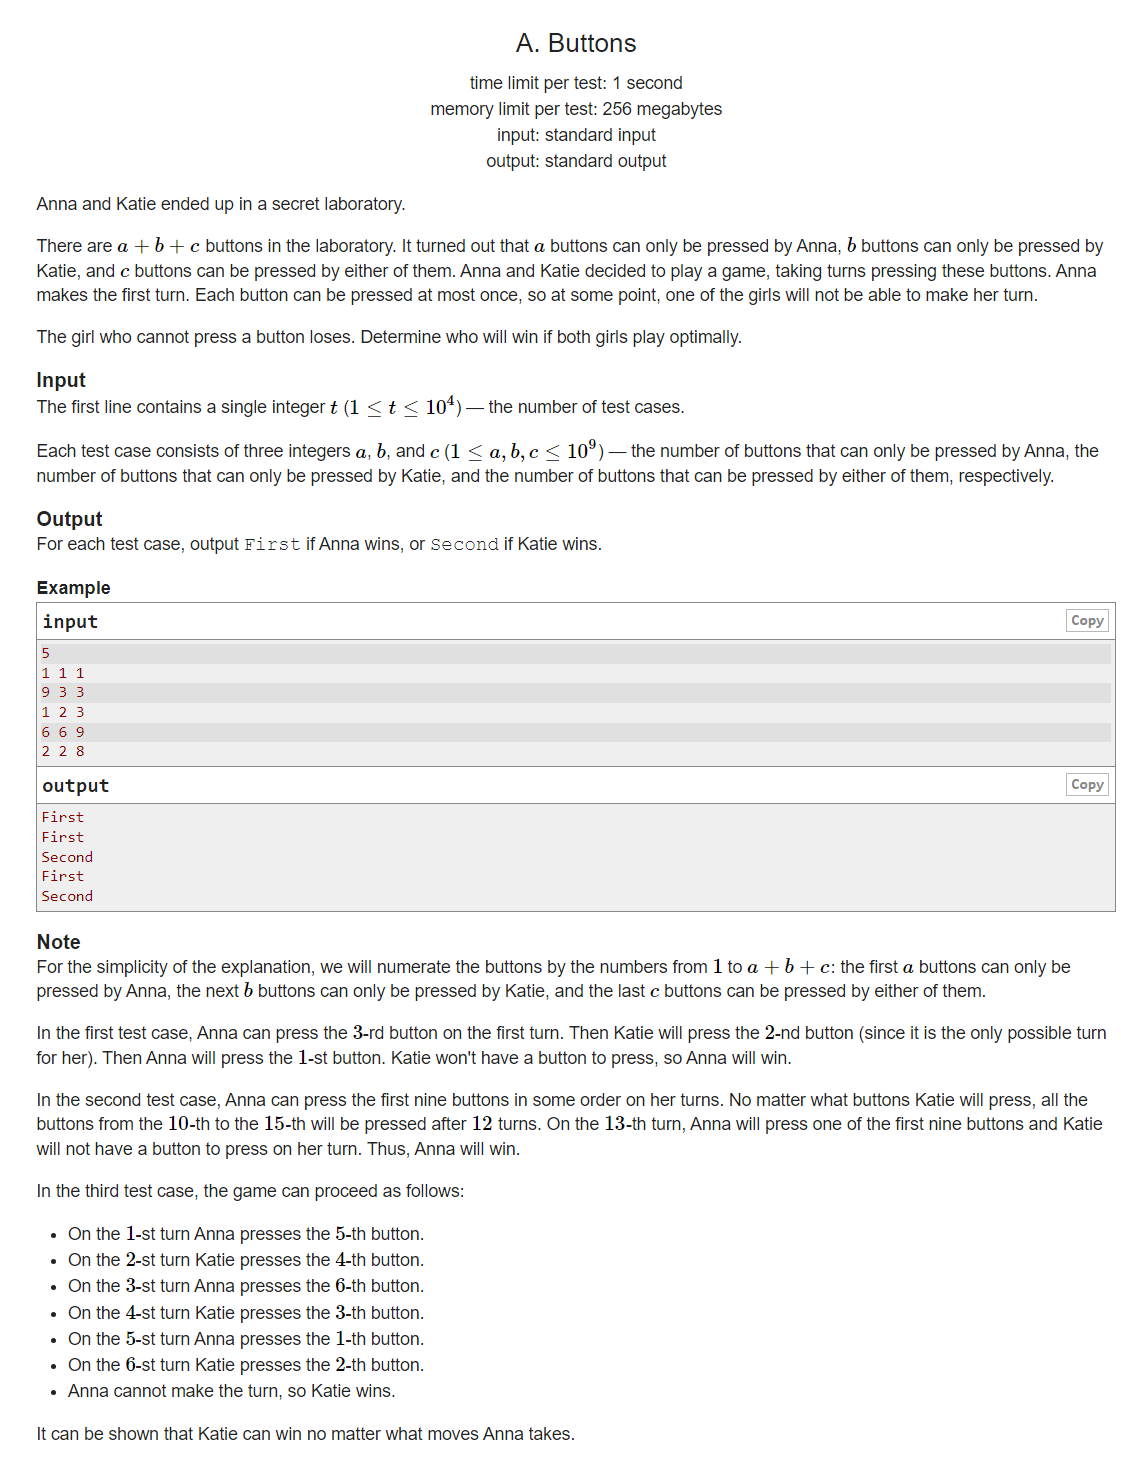 A. Buttons
time limit per test: 1 second
memory limit per test: 256 megabytes
input: standard input
output: standard output
Anna and Katie ended up in a secret laboratory.
There are a + b + c buttons in the laboratory. It turned out that a buttons can only be pressed by Anna, b buttons can only be pressed by
Katie, and c buttons can be pressed by either of them. Anna and Katie decided to play a game, taking turns pressing these buttons. Anna
makes the first turn. Each button can be pressed at most once, so at some point, one of the girls will not be able to make her turn.
The girl who cannot press a button loses. Determine who will win if both girls play optimally.
Input
The first line contains a single integer t (1 ≤ t ≤ 10⁴) — the number of test cases.
Each test case consists of three integers a, b, and c (1 ≤ a, b, c ≤ 10⁹) — the number of buttons that can only be pressed by Anna, the
number of buttons that can only be pressed by Katie, and the number of buttons that can be pressed by either of them, respectively.
Output
For each test case, output First if Anna wins, or Second if Katie wins.
Example
input
Copy
5
1 1 1
9 3 3
1 2 3
6 6 9
2 2 8
output
Copy
First
First
Second
First
Second
Note
For the simplicity of the explanation, we will numerate the buttons by the numbers from 1 to a + b + c: the first a buttons can only be
pressed by Anna, the next b buttons can only be pressed by Katie, and the last c buttons can be pressed by either of them.
In the first test case, Anna can press the 3-rd button on the first turn. Then Katie will press the 2-nd button (since it is the only possible turn
for her). Then Anna will press the 1-st button. Katie won't have a button to press, so Anna will win.
In the second test case, Anna can press the first nine buttons in some order on her turns. No matter what buttons Katie will press, all the
buttons from the 10-th to the 15-th will be pressed after 12 turns. On the 13-th turn, Anna will press one of the first nine buttons and Katie
will not have a button to press on her turn. Thus, Anna will win.
In the third test case, the game can proceed as follows:
• On the 1-st turn Anna presses the 5-th button.
• On the 2-st turn Katie presses the 4-th button.
• On the 3-st turn Anna presses the 6-th button.
• On the 4-st turn Katie presses the 3-th button.
• On the 5-st turn Anna presses the 1-th button.
• On the 6-st turn Katie presses the 2-th button.
• Anna cannot make the turn, so Katie wins.
It can be shown that Katie can win no matter what moves Anna takes.